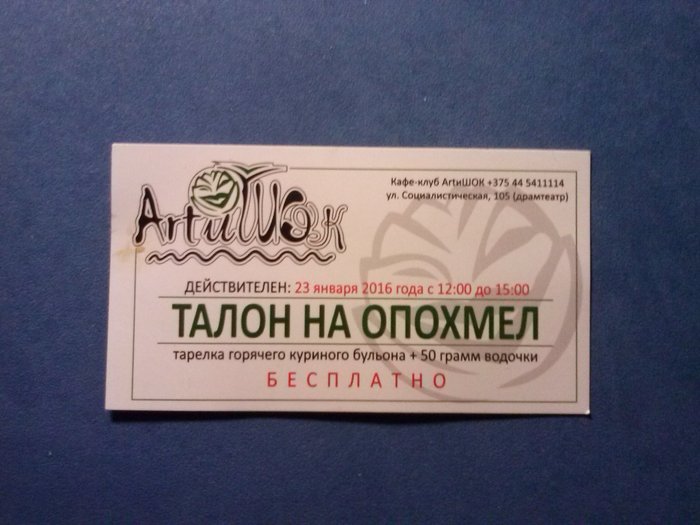 ArtиШОК
Кафе-клуб ArtиШОК +375 44 5411114
ул. Социалистическая, 105 (драмтеатр)
ДЕЙСТВИТЕЛЕН: 23 января 2016 года с 12:00 до 15:00
ТАЛОН НА ОПОХМЕЛ
тарелка горячего куриного бульона + 50 грамм водочки
БЕСПЛАТНО